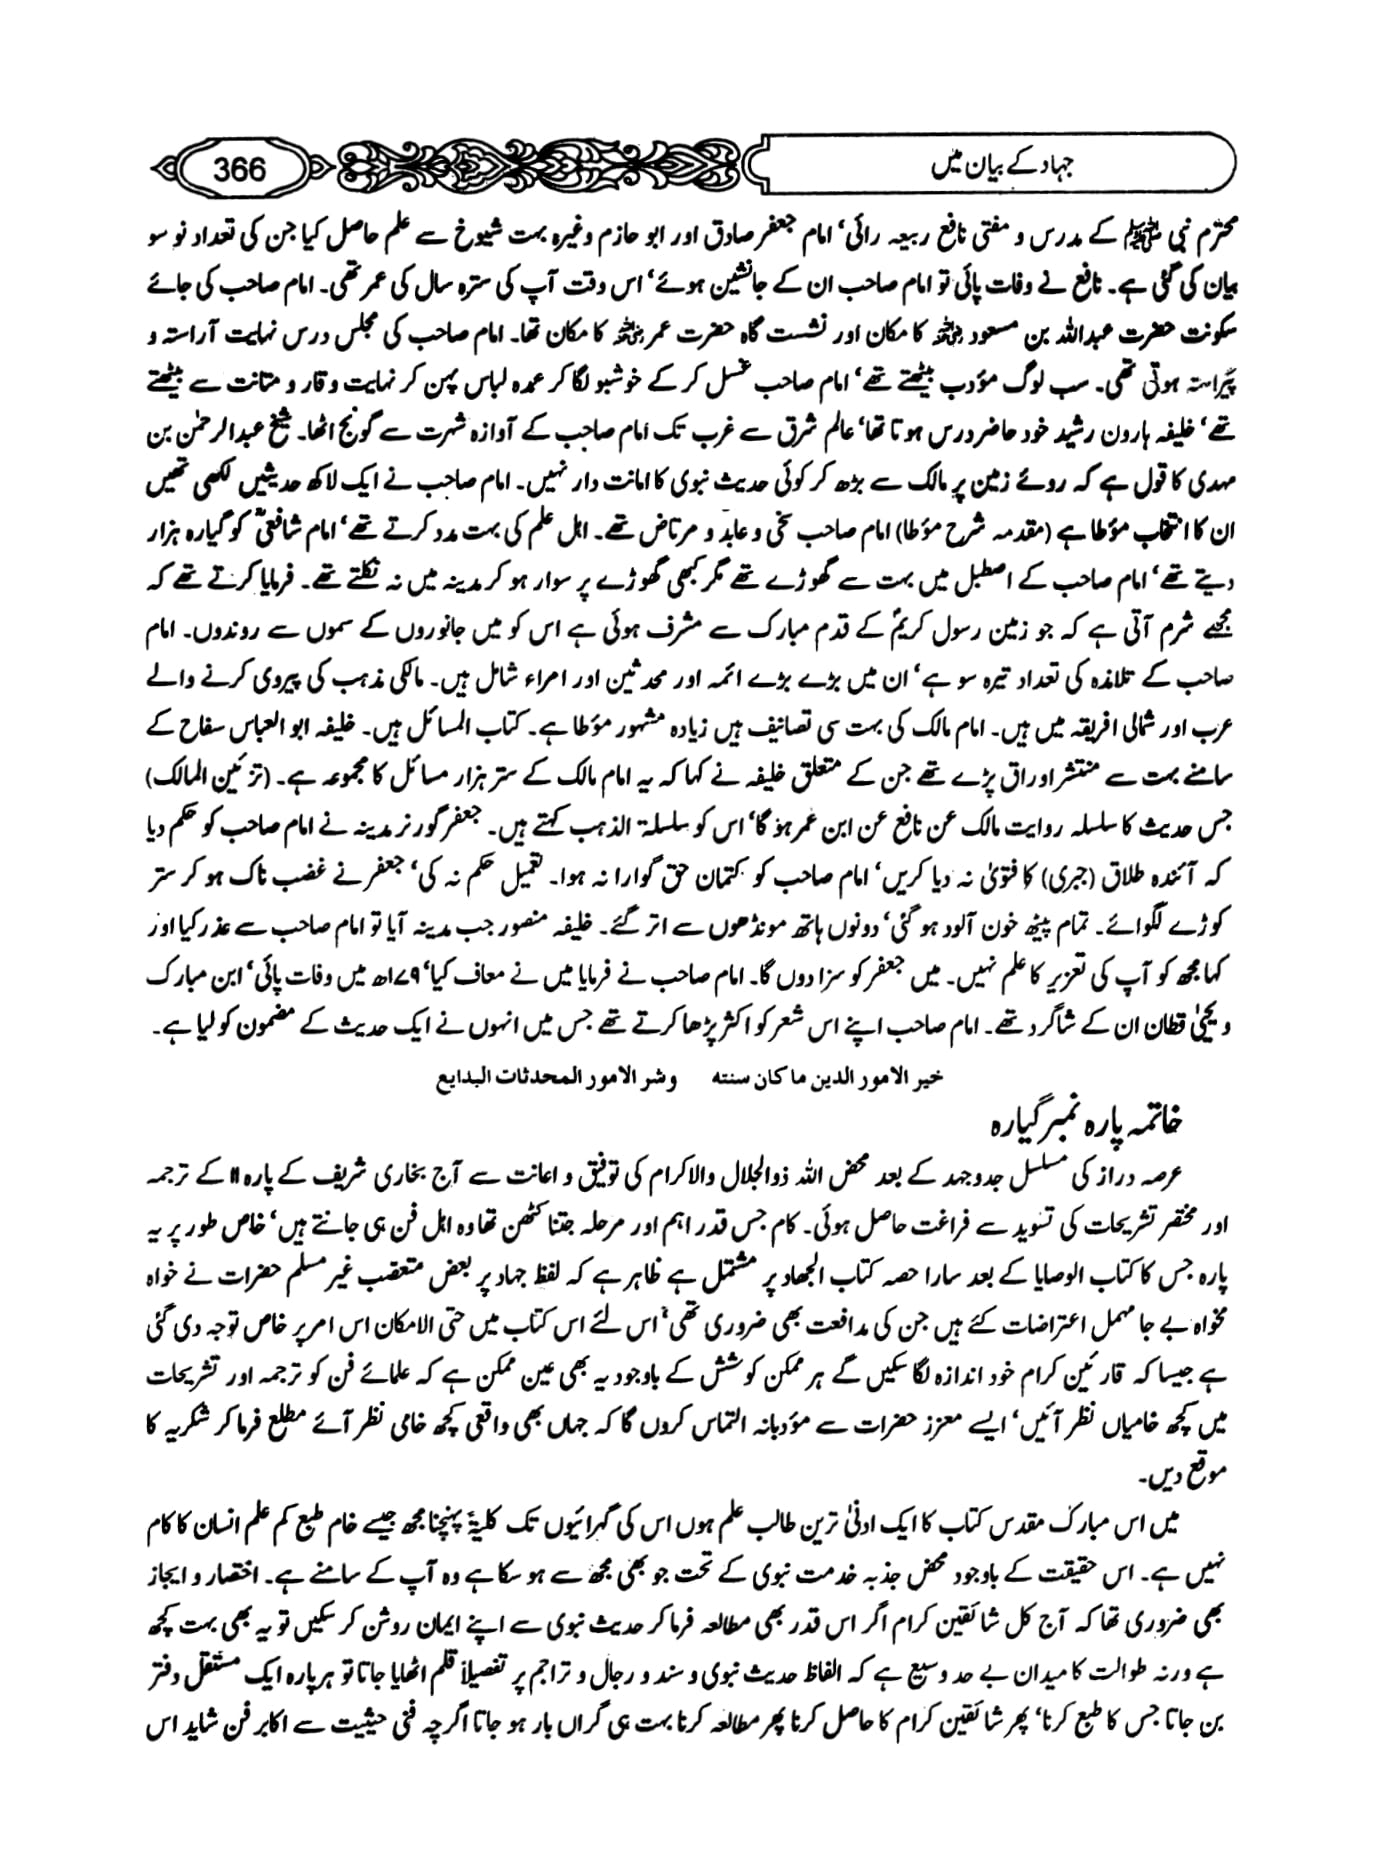 جہاد کے بیان میں
366
محترم نبی ﷺ کے مدرس و مفتی نافع ربیعہ رائی‘ امام جعفر صادق اور ابو حازم وغیرہ بہت شیوخ سے علم حاصل کیا جن کی تعداد نو سو
بیان کی گئی ہے۔ نافع نے وفات پائی تو امام صاحب ان کے جانشین ہوئے‘ اس وقت آپ کی سترہ سال کی عمر تھی۔ امام صاحب کی جائے
سکونت حضرت عبداللہ بن مسعود رضی اللہ عنہ کا مکان اور نشست گاہ حضرت عمر رضی اللہ عنہ کا مکان تھا۔ امام صاحب کی مجلس درس نہایت آراستہ و
پیراستہ ہوتی تھی۔ سب لوگ مؤدب بیٹھتے تھے‘ امام صاحب غسل کر کے خوشبو لگا کر عمدہ لباس پہن کر نہایت وقار و متانت سے بیٹھتے
تھے‘ خلیفہ ہارون رشید خود حاضر درس ہوتا تھا‘ عالم شرق سے غرب تک امام صاحب کے آوازہ شہرت سے گونج اٹھا۔ شیخ عبدالرحمٰن بن
مہدی کا قول ہے کہ روئے زمین پر مالک سے بڑھ کر کوئی حدیث نبوی کا امانت دار نہیں۔ امام صاحب نے ایک لاکھ حدیثیں لکھی تھیں
ان کا انتخاب مؤطا ہے (مقدمہ شرح مؤطا) امام صاحب سخی و عابد و مرتاض تھے۔ اہل علم کی بہت مدد کرتے تھے‘ امام شافعیؒ کو گیارہ ہزار
دیتے تھے‘ امام صاحب کے اصطبل میں بہت سے گھوڑے تھے مگر کبھی گھوڑے پر سوار ہو کر مدینہ میں نہ نکلتے تھے۔ فرمایا کرتے تھے کہ
مجھے شرم آتی ہے کہ جو زمین رسول کریمؐ کے قدم مبارک سے مشرف ہوئی ہے اس کو میں جانوروں کے سموں سے روندوں۔ امام
صاحب کے تلامذہ کی تعداد تیرہ سو ہے‘ ان میں بڑے بڑے ائمہ اور محدثین اور امراء شامل ہیں۔ مالکی مذہب کی پیروی کرنے والے
عرب اور شمالی افریقہ میں ہیں۔ امام مالک کی بہت سی تصانیف ہیں زیادہ مشہور مؤطا ہے۔ کتاب المسائل ہیں۔ خلیفہ ابو العباس سفاح کے
سامنے بہت سے منتشر اوراق پڑے تھے جن کے متعلق خلیفہ نے کہا کہ یہ امام مالک کے ستر ہزار مسائل کا مجموعہ ہے۔ (تزئین المالک)
جس حدیث کا سلسلہ روایت مالک عن نافع عن ابن عمر ہو گا‘ اس کو سلسلۃ الذہب کہتے ہیں۔ جعفر گورنر مدینہ نے امام صاحب کو حکم دیا
کہ آئندہ طلاق (جبری) کا فتویٰ نہ دیا کریں‘ امام صاحب کو کتمان حق گوارا نہ ہوا۔ تعمیل حکم نہ کی‘ جعفر نے غضب ناک ہو کر ستر
کوڑے لگوائے۔ تمام پیٹھ خون آلود ہو گئی‘ دونوں ہاتھ مونڈھوں سے اتر گئے۔ خلیفہ منصور جب مدینہ آیا تو امام صاحب سے عذر کیا اور
کہا مجھ کو آپ کی تعزیر کا علم نہیں۔ میں جعفر کو سزا دوں گا۔ امام صاحب نے فرمایا میں نے معاف کیا‘ ۱۷۹ھ میں وفات پائی‘ ابن مبارک
و یحییٰ قطان ان کے شاگرد تھے۔ امام صاحب اپنے اس شعر کو اکثر پڑھا کرتے تھے جس میں انہوں نے ایک حدیث کے مضمون کو لیا ہے۔
خیر الامور الدین ما کان سنتہ وشر الامور المحدثات البدایع
خاتمہ پارہ نمبر گیارہ
عرصہ دراز کی مسلسل جدوجہد کے بعد محض اللہ ذوالجلال والاکرام کی توفیق و اعانت سے آج بخاری شریف کے پارہ ۱۱ کے ترجمہ
اور مختصر تشریحات کی تسوید سے فراغت حاصل ہوئی۔ کام جس قدر اہم اور مرحلہ جتنا کٹھن تھا وہ اہل فن ہی جانتے ہیں‘ خاص طور پر یہ
پارہ جس کا کتاب الوصایا کے بعد سارا حصہ کتاب الجھاد پر مشتمل ہے ظاہر ہے کہ لفظ جہاد پر بعض متعصب غیر مسلم حضرات نے خواہ
مخواہ بے جا مہمل اعتراضات کئے ہیں جن کی مدافعت بھی ضروری تھی‘ اس لئے اس کتاب میں حتی الامکان اس امر پر خاص توجہ دی گئی
ہے جیسا کہ قارئین کرام خود اندازہ لگا سکیں گے ہر ممکن کوشش کے باوجود یہ بھی عین ممکن ہے کہ علمائے فن کو ترجمہ اور تشریحات
میں کچھ خامیاں نظر آئیں‘ ایسے معزز حضرات سے مؤدبانہ التماس کروں گا کہ جہاں بھی واقعی کچھ خامی نظر آئے مطلع فرما کر شکریہ کا
موقع دیں۔
میں اس مبارک مقدس کتاب کا ایک ادنیٰ ترین طالب علم ہوں اس کی گہرائیوں تک کلیۃً پہنچنا مجھ جیسے خام طبع کم علم انسان کا کام
نہیں ہے۔ اس حقیقت کے باوجود محض جذبہ خدمت نبوی کے تحت جو بھی مجھ سے ہو سکا ہے وہ آپ کے سامنے ہے۔ اختصار و ایجاز
بھی ضروری تھا کہ آج کل شائقین کرام اگر اس قدر بھی مطالعہ فرما کر حدیث نبوی سے اپنے ایمان روشن کر سکیں تو یہ بھی بہت کچھ
ہے ورنہ طوالت کا میدان بے حد وسیع ہے کہ الفاظ حدیث نبوی و سند و رجال و تراجم پر تفصیلاً قلم اٹھایا جاتا تو ہر پارہ ایک مستقل دفتر
بن جاتا جس کا طبع کرنا‘ پھر شائقین کرام کا حاصل کرنا پھر مطالعہ کرنا بہت ہی گراں بار ہو جاتا اگرچہ فنی حیثیت سے اکابر فن شاید اس